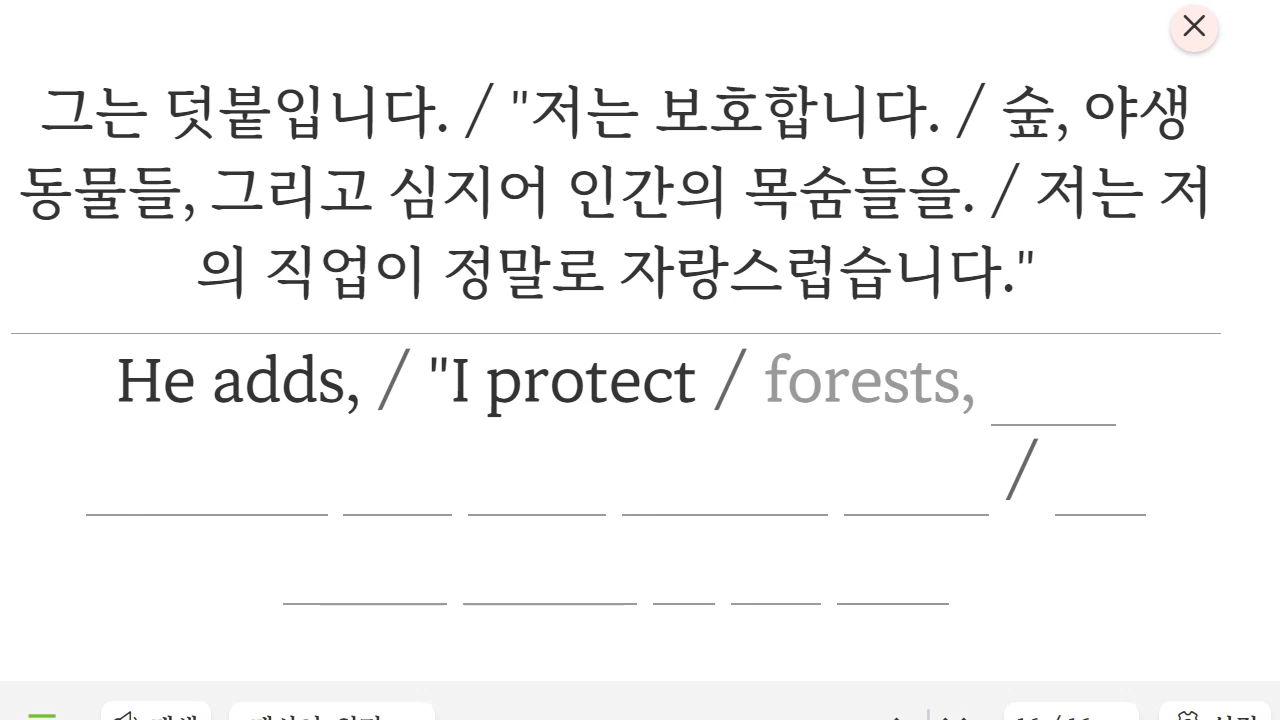 그는 덧붙입니다. / "저는 보호합니다. / 숲, 야생
동물들, 그리고 심지어 인간의 목숨들을. / 저는 저
의 직업이 정말로 자랑스럽습니다."
He adds, / "I protect / forests,
/